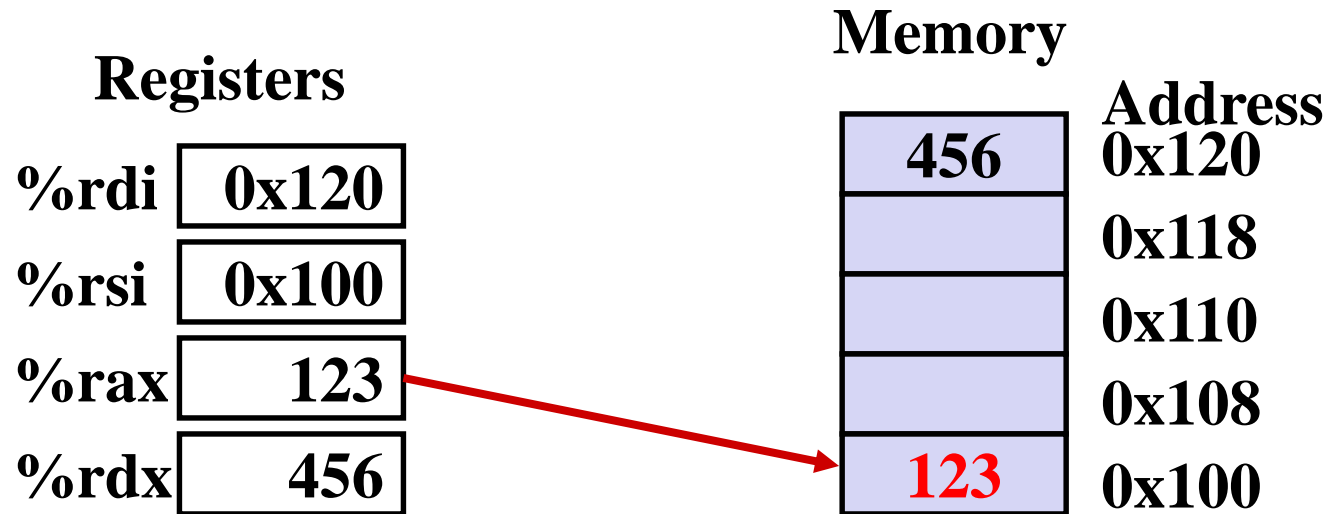 Memory
Registers
Address
%rdi 0x120
456 0x120
0x118
%rsi 0x100
0x110
%rax 123
0x108
%rdx 456
123 0x100